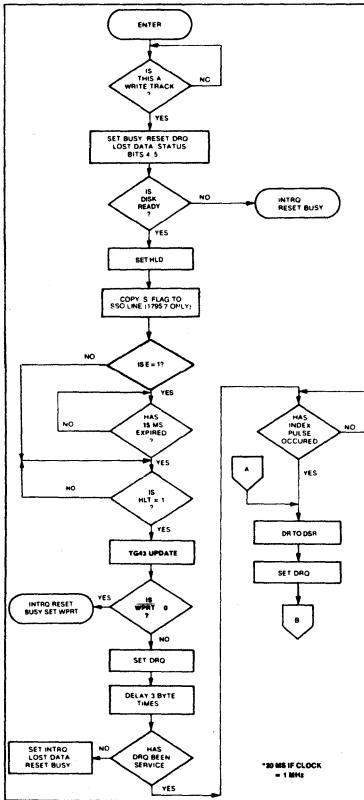 ENTER
IS
THIS A
WRITE TRACK
?
NO
YES
SET BUSY RESET DRQ
LOST DATA STATUS
BITS 4 5
IS
DISK
READY
?
NO
INTRQ
RESET BUSY
YES
SET HLD
COPY S FLAG TO
SSO LINE (1795 7 ONLY)
IS E = 1?
NO
YES
HAS
15 MS
EXPIRED
?
NO
YES
IS
HLT = 1
?
NO
YES
TG43 UPDATE
IS
WPRT 0
?
YES
INTRQ RESET
BUSY SET WPRT
NO
SET DRQ
DELAY 3 BYTE
TIMES
HAS
DRQ BEEN
SERVICE
NO
SET INTRQ
LOST DATA
RESET BUSY
YES
HAS
INDEX
PULSE
OCCURED
NO
YES
A
DR TO DSR
SET DRQ
B
*30 MS IF CLOCK
= 1 MHz